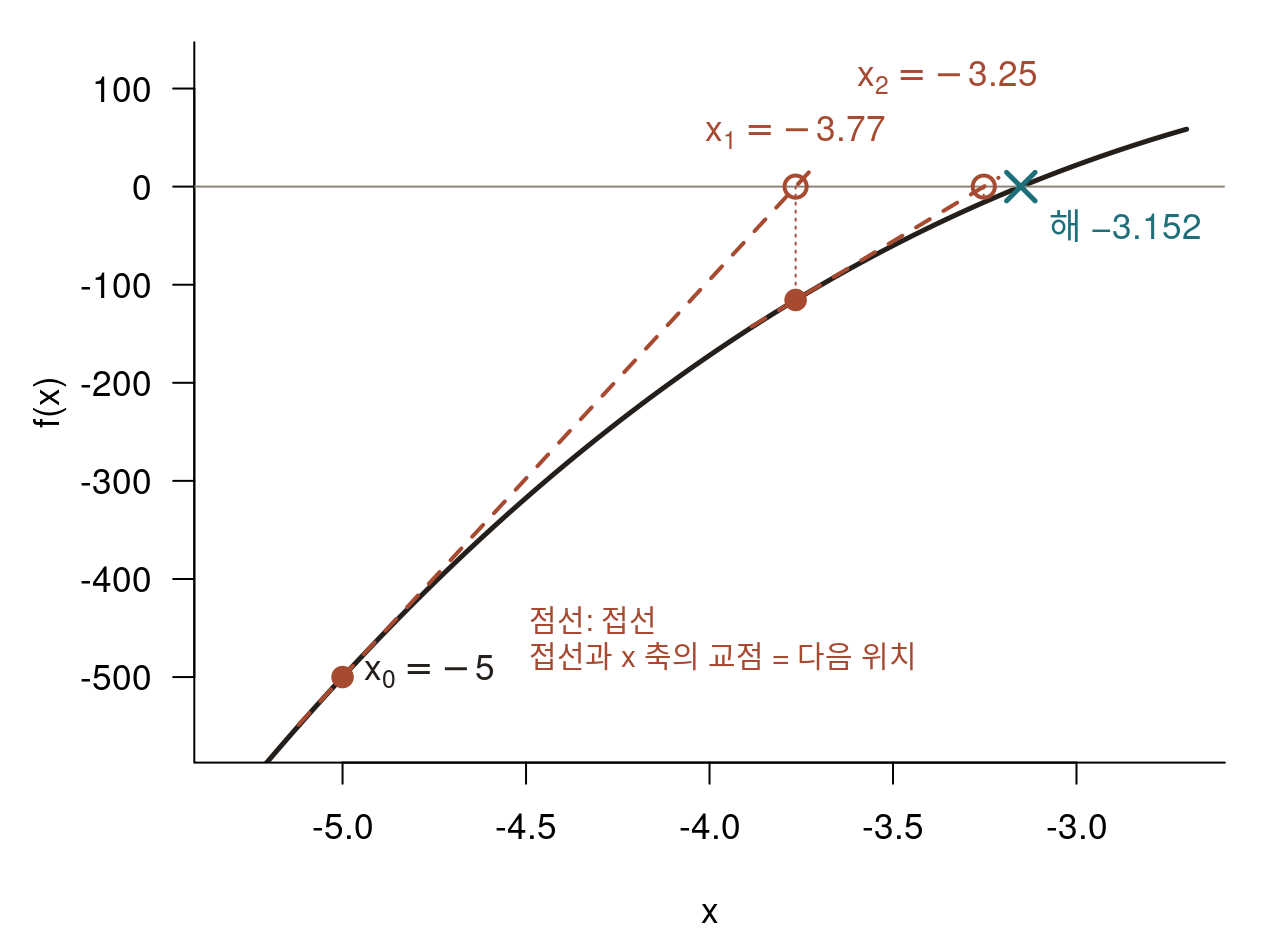 x₂ = −3.25
x₁ = −3.77
100
0
-100
-200
-300
-400
-500
f(x)
해 −3.152
x₀ = −5
점선: 접선
접선과 x 축의 교점 = 다음 위치
-5.0
-4.5
-4.0
-3.5
-3.0
x